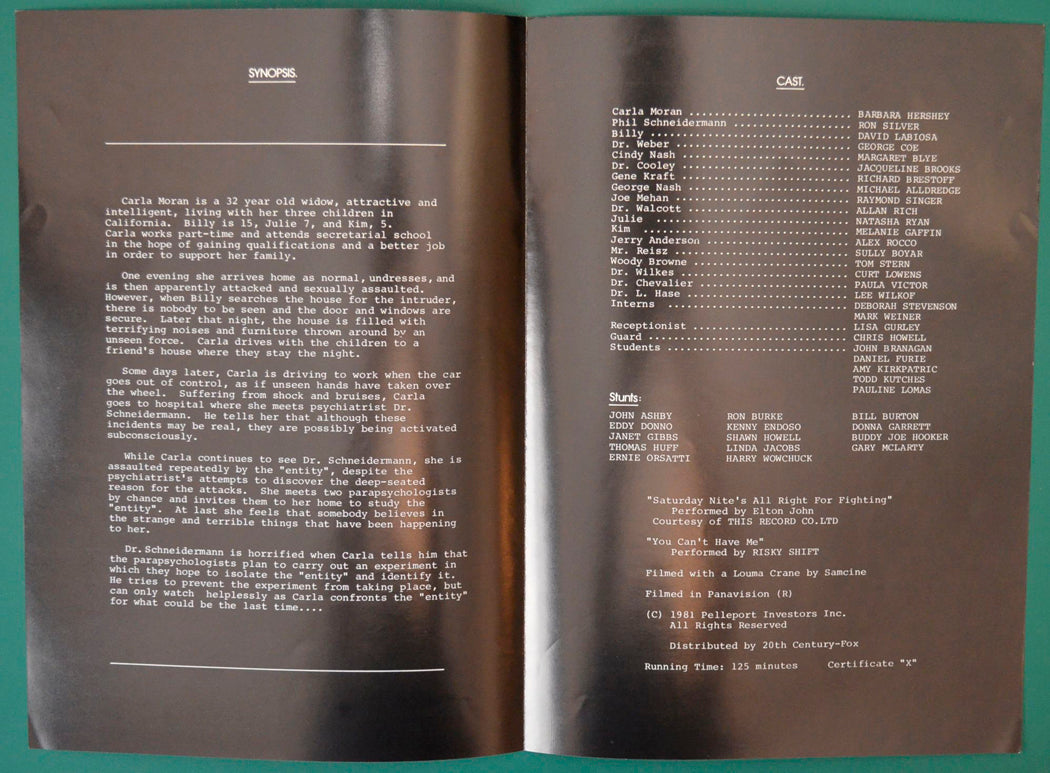 SYNOPSIS.
Carla Moran is a 32 year old widow, attractive and
intelligent, living with her three children in
California. Billy is 15, Julie 7, and Kim, 5.
Carla works part-time and attends secretarial school
in the hope of gaining qualifications and a better job
in order to support her family.
One evening she arrives home as normal, undresses, and
is then apparently attacked and sexually assaulted.
However, when Billy searches the house for the intruder,
there is nobody to be seen and the door and windows are
secure. Later that night, the house is filled with
terrifying noises and furniture thrown around by an
unseen force. Carla drives with the children to a
friend's house where they stay the night.
Some days later, Carla is driving to work when the car
goes out of control, as if unseen hands have taken over
the wheel. Suffering from shock and bruises, Carla
goes to hospital where she meets psychiatrist Dr.
Schneidermann. He tells her that although these
incidents may be real, they are possibly being activated
subconsciously.
While Carla continues to see Dr. Schneidermann, she is
assaulted repeatedly by the "entity", despite the
psychiatrist's attempts to discover the deep-seated
reason for the attacks. She meets two parapsychologists
by chance and invites them to her home to study the
"entity". At last she feels that somebody believes in
the strange and terrible things that have been happening
to her.
Dr. Schneidermann is horrified when Carla tells him that
the parapsychologists plan to carry out an experiment in
which they hope to isolate the "entity" and identify it.
He tries to prevent the experiment from taking place, but
can only watch helplessly as Carla confronts the "entity"
for what could be the last time....
CAST.
Carla Moran ........................ BARBARA HERSHEY
Phil Schneidermann ................. RON SILVER
Billy .............................. DAVID LABIOSA
Dr. Weber .......................... GEORGE COE
Cindy Nash ......................... MARGARET BLYE
Dr. Cooley ......................... JACQUELINE BROOKS
Gene Kraft ......................... RICHARD BRESTOFF
George Nash ........................ MICHAEL ALLDREDGE
Joe Mehan .......................... RAYMOND SINGER
Dr. Walcott ........................ ALLAN RICH
Julie .............................. NATASHA RYAN
Kim ................................ MELANIE GAFFIN
Jerry Anderson ..................... ALEX ROCCO
Mr. Reisz .......................... SULLY BOYAR
Woody Browne ....................... TOM STERN
Dr. Wilkes ......................... CURT LOWENS
Dr. Chevalier ...................... PAULA VICTOR
Dr. L. Hase ........................ LEE WILKOF
Interns ............................ DEBORAH STEVENSON
MARK WEINER
Receptionist ....................... LISA GURLEY
Guard .............................. CHRIS HOWELL
Students ........................... JOHN BRANAGAN
DANIEL FURIE
AMY KIRKPATRIC
TODD KUTCHES
PAULINE LOMAS
Stunts:
JOHN ASHBY RON BURKE BILL BURTON
EDDY DONNO KENNY ENDOSO DONNA GARRETT
JANET GIBBS SHAWN HOWELL BUDDY JOE HOOKER
THOMAS HUFF LINDA JACOBS GARY MCLARTY
ERNIE ORSATTI HARRY WOWCHUCK
"Saturday Nite's All Right For Fighting"
Performed by Elton John
Courtesy of THIS RECORD CO.LTD
"You Can't Have Me"
Performed by RISKY SHIFT
Filmed with a Louma Crane by Samcine
Filmed in Panavision (R)
(C) 1981 Pelleport Investors Inc.
All Rights Reserved
Distributed by 20th Century-Fox
Running Time: 125 minutes Certificate "X"